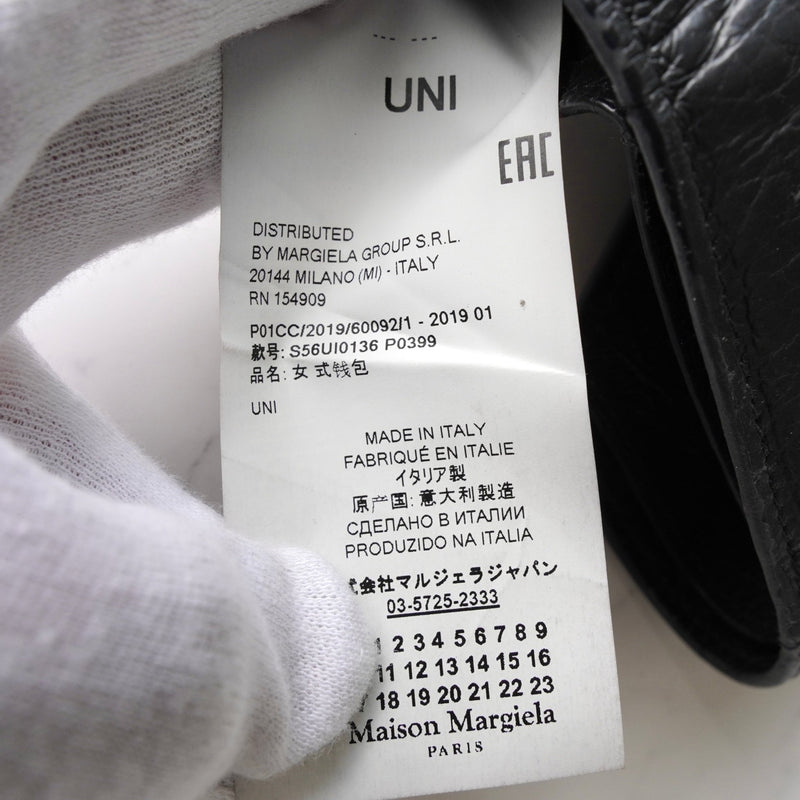 UNI
EAC
DISTRIBUTED
BY MARGIELA GROUP S.R.L.
20144 MILANO (MI) - ITALY
RN 154909
P01CC/2019/60092/1 - 2019 01
款号: S56UI0136 P0399
品名: 女式钱包
UNI
MADE IN ITALY
FABRIQUÉ EN ITALIE
イタリア製
原产国: 意大利製造
СДЕЛАНО В ИТАЛИИ
PRODUZIDO NA ITALIA
式会社マルジェラジャパン
03-5725-2333
1 2 3 4 5 6 7 8 9
11 12 13 14 15 16
18 19 20 21 22 23
Maison Margiela
PARIS